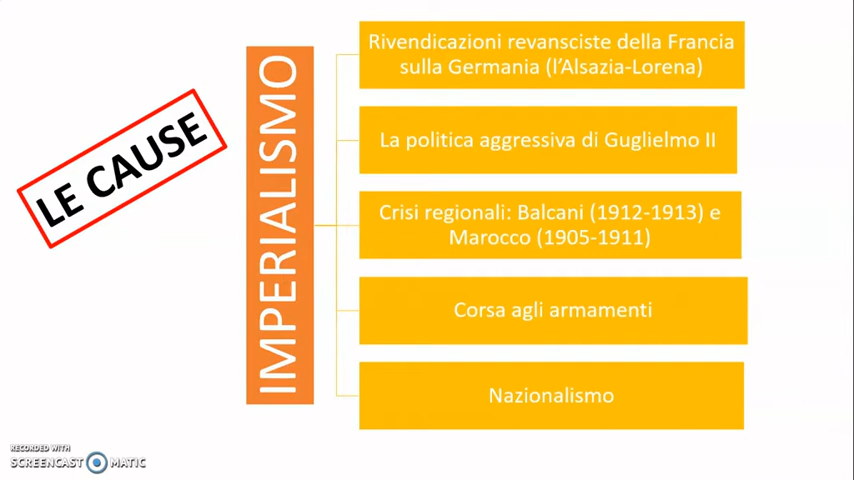 LE CAUSE
IMPERIALISMO
Rivendicazioni revansciste della Francia
sulla Germania (l'Alsazia-Lorena)
La politica aggressiva di Guglielmo II
Crisi regionali: Balcani (1912-1913) e
Marocco (1905-1911)
Corsa agli armamenti
Nazionalismo
RECORDED WITH
SCREENCAST MATIC